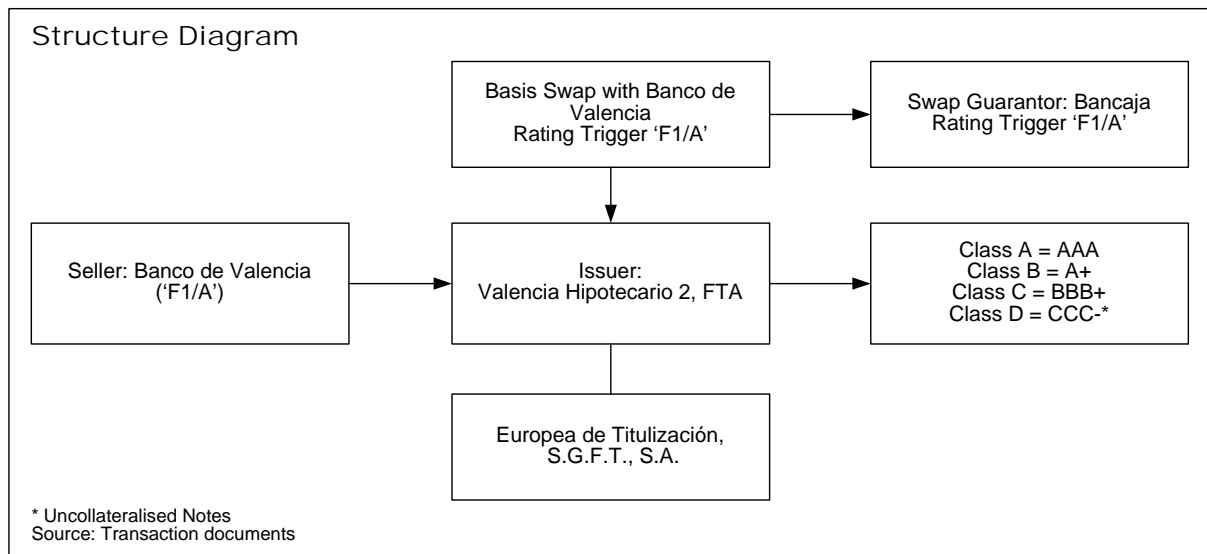 Structure Diagram
Basis Swap with Banco de
Valencia
Rating Trigger ‘F1/A’
Swap Guarantor: Bancaja
Rating Trigger ‘F1/A’
Seller: Banco de Valencia
(‘F1/A’)
Issuer:
Valencia Hipotecario 2, FTA
Class A = AAA
Class B = A+
Class C = BBB+
Class D = CCC-*
Europea de Titulización,
S.G.F.T., S.A.
* Uncollateralised Notes
Source: Transaction documents